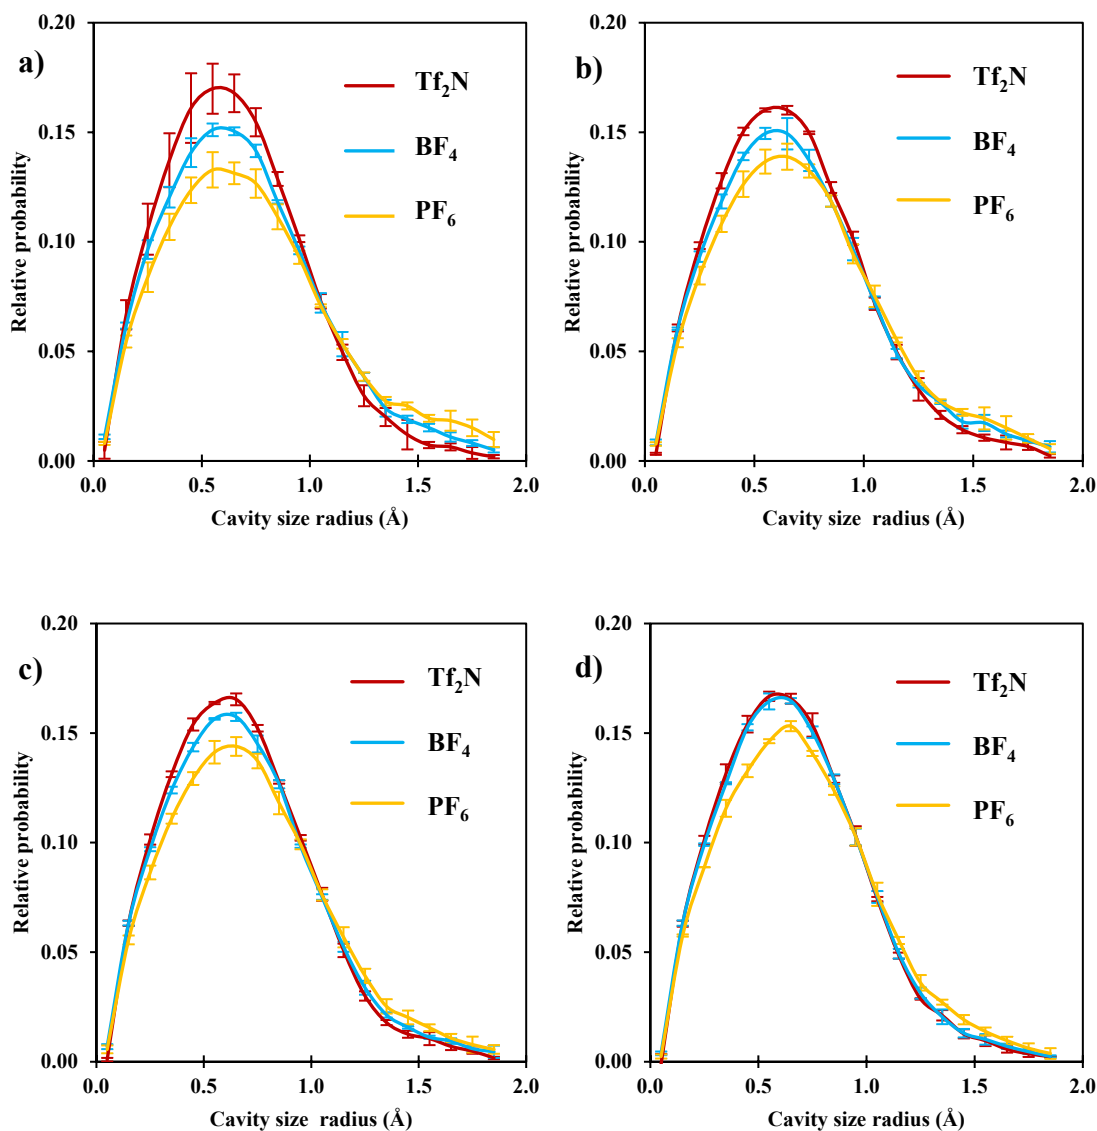 a)
0.20
0.15
0.10
0.05
0.00
Relative probability
Tf2N
BF4
PF6
0.0 0.5 1.0 1.5 2.0
Cavity size radius (Å)
b)
0.20
0.15
0.10
0.05
0.00
Relative probability
Tf2N
BF4
PF6
0.0 0.5 1.0 1.5 2.0
Cavity size radius (Å)
c)
0.20
0.15
0.10
0.05
0.00
Relative probability
Tf2N
BF4
PF6
0.0 0.5 1.0 1.5 2.0
Cavity size radius (Å)
d)
0.20
0.15
0.10
0.05
0.00
Relative probability
Tf2N
BF4
PF6
0.0 0.5 1.0 1.5 2.0
Cavity size radius (Å)